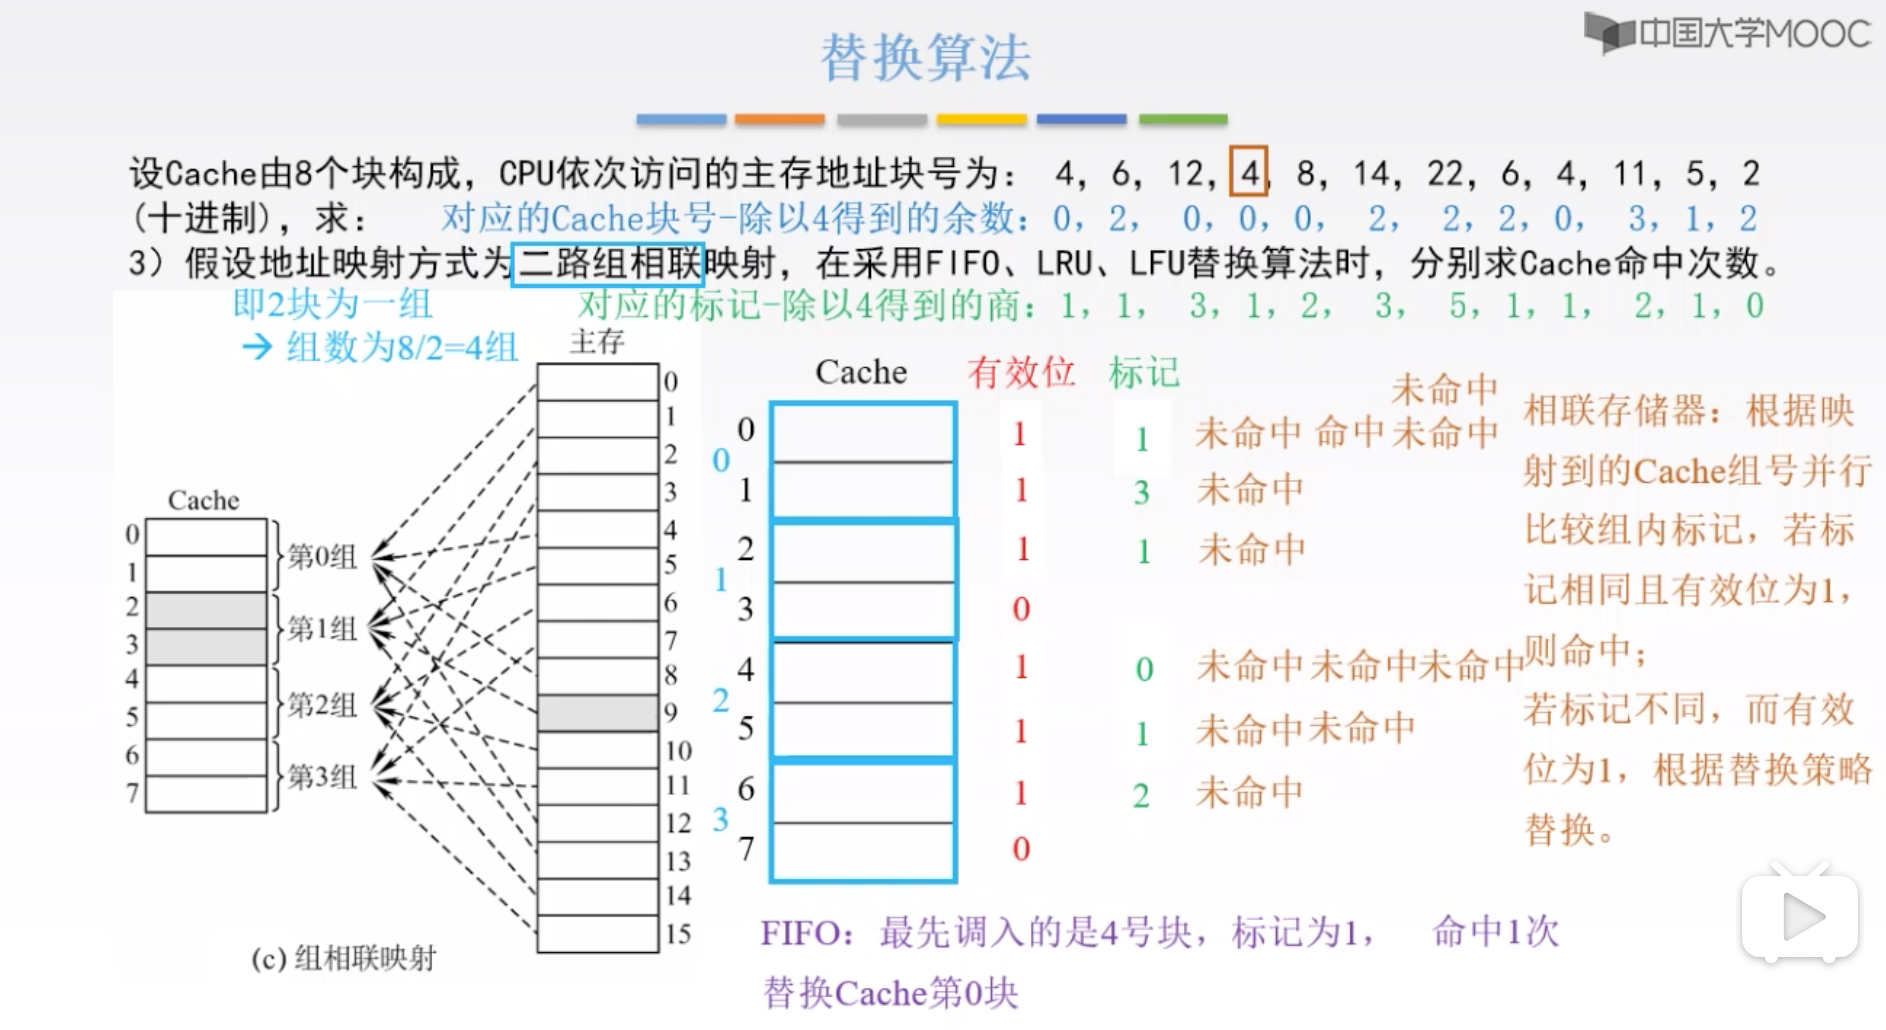 中国大学MOOC
替换算法
设Cache由8个块构成，CPU依次访问的主存地址块号为： 4，6，12，4，8，14，22，6，4，11，5，2
(十进制)，求： 对应的Cache块号-除以4得到的余数：0，2，0，0，0，2，2，2，0，3，1，2
3）假设地址映射方式为二路组相联映射，在采用FIFO、LRU、LFU替换算法时，分别求Cache命中次数。
即2块为一组 对应的标记-除以4得到的商：1，1，3，1，2，3，5，1，1，2，1，0
→ 组数为8/2=4组
主存
0
1
2
3
4
5
6
7
8
9
10
11
12
13
14
15
Cache
0
1
2
3
4
5
6
7
第0组
第1组
第2组
第3组
(c) 组相联映射
Cache 有效位 标记
未命中
0 0 1 1 未命中 命中 未命中
1 1 3 未命中
1 2 1 1 未命中
3 0
2 4 1 0 未命中 未命中 未命中
5 1 1 未命中 未命中
3 6 1 2 未命中
7 0
相联存储器：根据映
射到的Cache组号并行
比较组内标记，若标
记相同且有效位为1，
则命中；
若标记不同，而有效
位为1，根据替换策略
替换。
FIFO：最先调入的是4号块，标记为1， 命中1次
替换Cache第0块